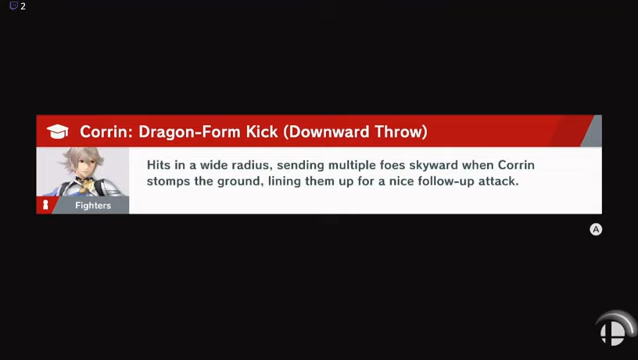 2
Corrin: Dragon-Form Kick (Downward Throw)
Hits in a wide radius, sending multiple foes skyward when Corrin
stomps the ground, lining them up for a nice follow-up attack.
Fighters
A